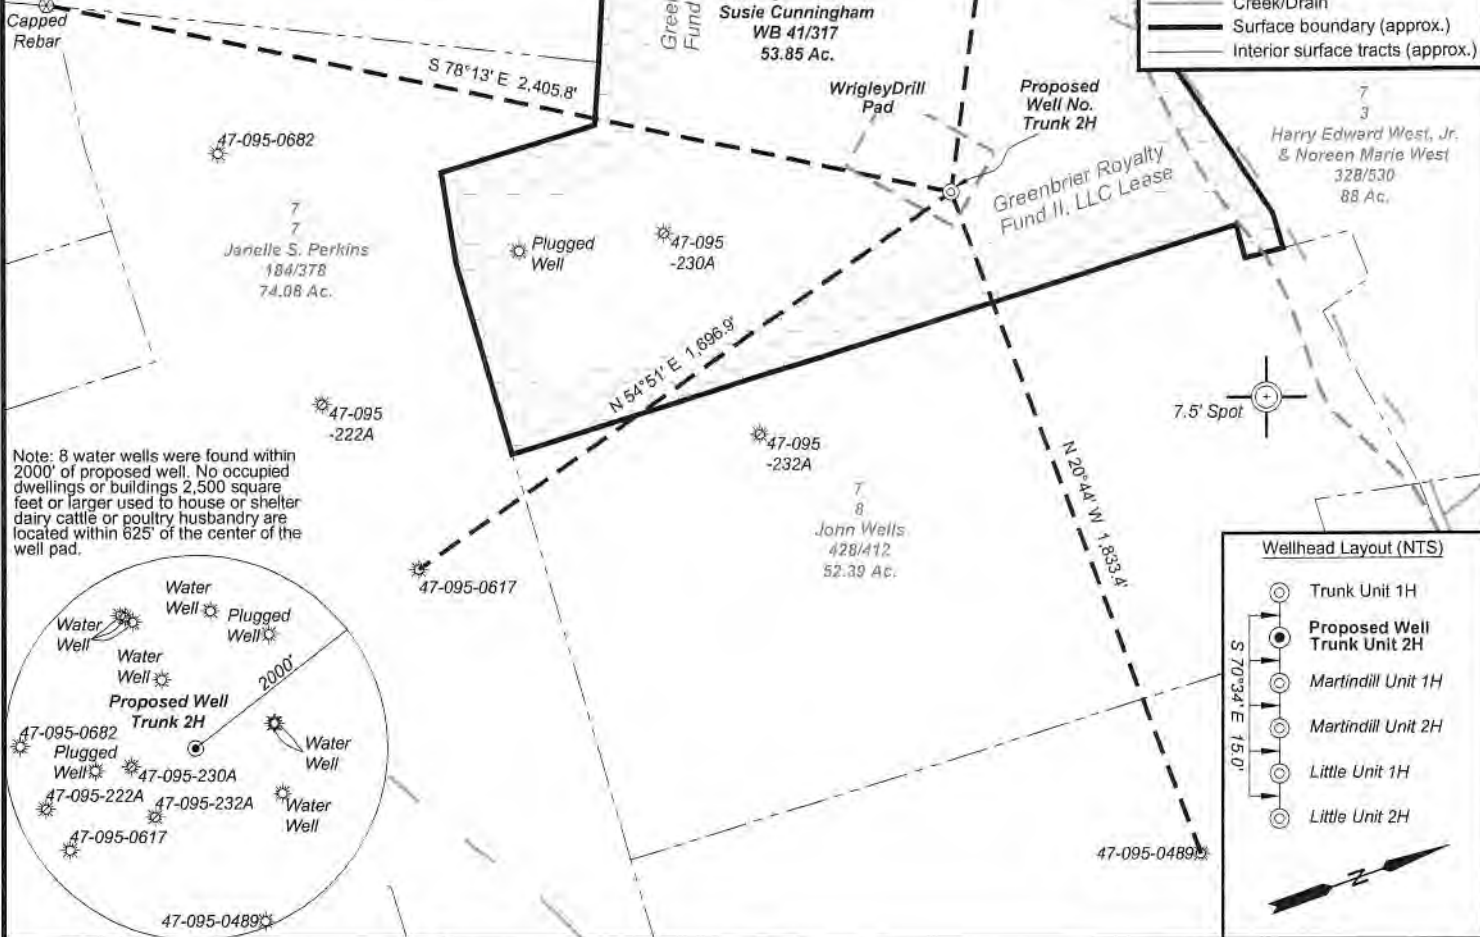 Capped
Rebar
S 78°13' E 2,405.8'
Fund
Susie Cunningham
WB 41/317
53.85 Ac.
Creek/Drain
Surface boundary (approx.)
Interior surface tracts (approx.)
WrigleyDrill
Pad
Proposed
Well No.
Trunk 2H
7
3
Harry Edward West, Jr.
& Noreen Marie West
328/530
88 Ac.
47-095-0682
Greenbrier Royalty
Fund II, LLC Lease
7
7
Janelle S. Perkins
184/378
74.08 Ac.
Plugged
Well
47-095
-230A
N 54°51' E 1,696.9'
47-095
-222A
7.5' Spot
47-095
-232A
N 20°44' W 1,833.4'
7
8
John Wells
428/412
52.39 Ac.
Note: 8 water wells were found within
2000' of proposed well. No occupied
dwellings or buildings 2,500 square
feet or larger used to house or shelter
dairy cattle or poultry husbandry are
located within 625' of the center of the
well pad.
47-095-0617
Water
Well
Plugged
Well
Water
Well
Water
Well
2000'
Proposed Well
Trunk 2H
47-095-0682
Plugged
Well
Water
Well
47-095-230A
47-095-222A
47-095-232A
Water
Well
47-095-0617
47-095-0489
47-095-0489
Wellhead Layout (NTS)
Trunk Unit 1H
Proposed Well
Trunk Unit 2H
Martindill Unit 1H
Martindill Unit 2H
Little Unit 1H
Little Unit 2H
S 70°34' E 15.0'
N